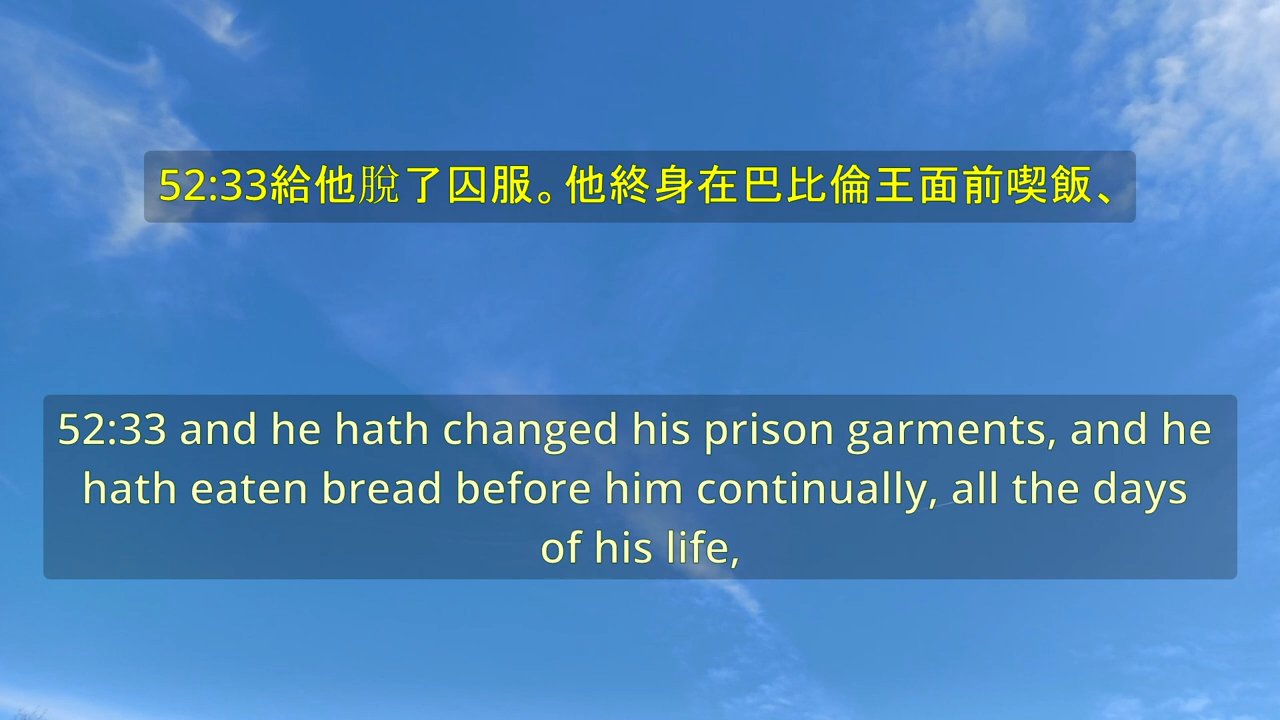 52:33給他脫了囚服。他終身在巴比倫王面前喫飯、
52:33 and he hath changed his prison garments, and he
hath eaten bread before him continually, all the days
of his life,